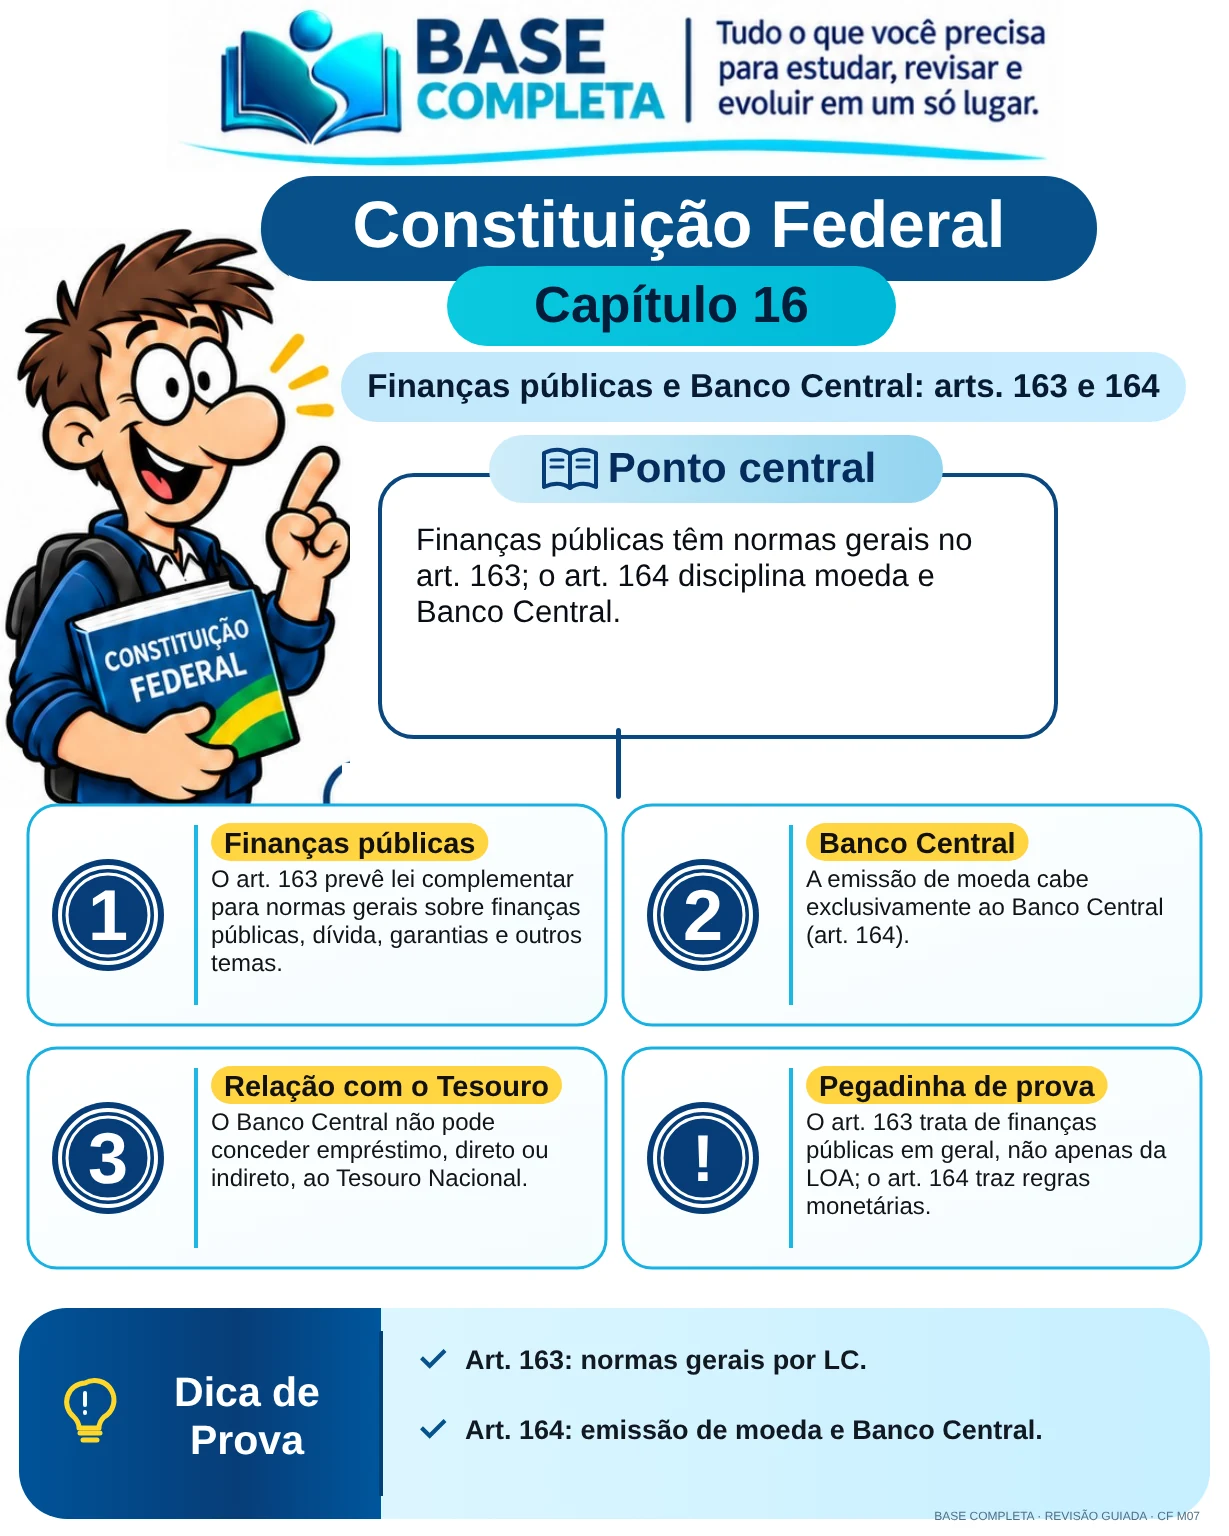 BASE
COMPLETA
Tudo o que você precisa
para estudar, revisar e
evoluir em um só lugar.
Constituição Federal
Capítulo 16
Finanças públicas e Banco Central: arts. 163 e 164
Ponto central
Finanças públicas têm normas gerais no
art. 163; o art. 164 disciplina moeda e
Banco Central.
CONSTITUIÇÃO
FEDERAL
1
Finanças públicas
O art. 163 prevê lei complementar
para normas gerais sobre finanças
públicas, dívida, garantias e outros
temas.
2
Banco Central
A emissão de moeda cabe
exclusivamente ao Banco Central
(art. 164).
3
Relação com o Tesouro
O Banco Central não pode
conceder empréstimo, direto ou
indireto, ao Tesouro Nacional.
!
Pegadinha de prova
O art. 163 trata de finanças
públicas em geral, não apenas da
LOA; o art. 164 traz regras
monetárias.
Dica de
Prova
Art. 163: normas gerais por LC.
Art. 164: emissão de moeda e Banco Central.
BASE COMPLETA · REVISÃO GUIADA · CF M07